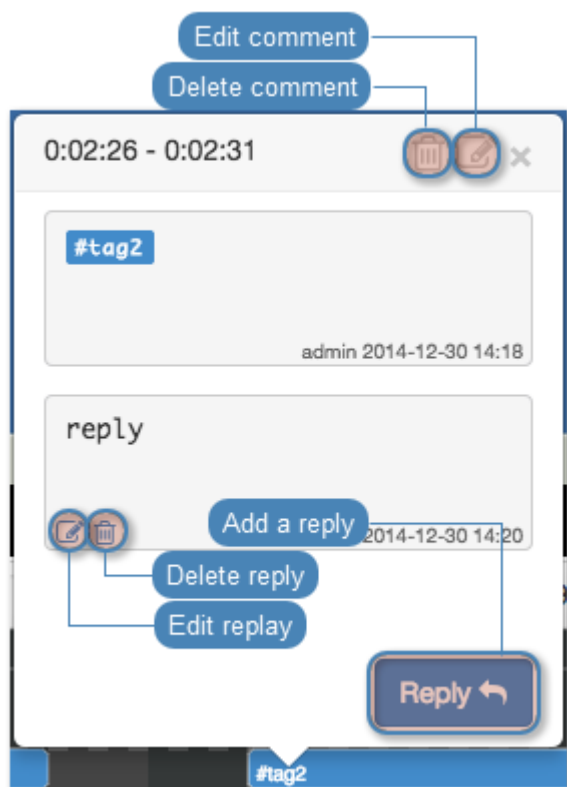 Edit comment
Delete comment
0:02:26 - 0:02:31
×
#tag2
admin 2014-12-30 14:18
reply
Add a reply
2014-12-30 14:20
Delete reply
Edit replay
Reply
#tag2